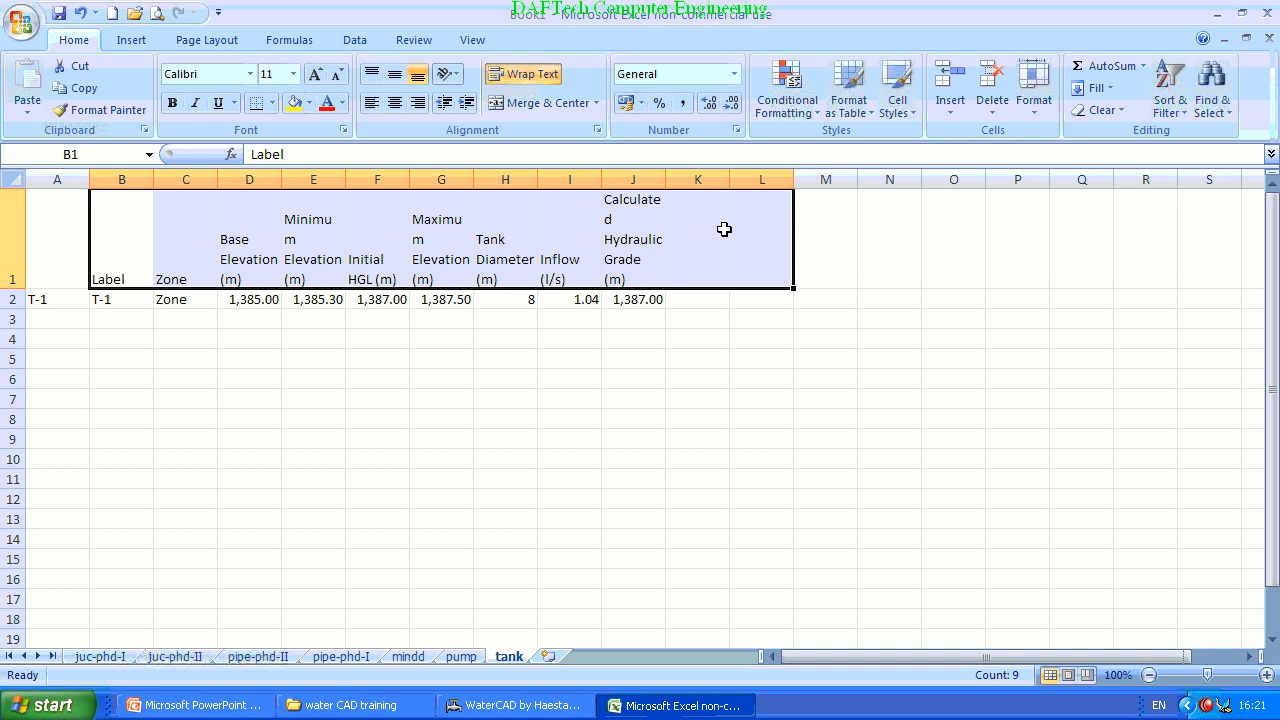 DAFTech Computer Engineering
Book1 - Microsoft Excel non-commercial use
Home Insert Page Layout Formulas Data Review View
Paste
Cut
Copy
Format Painter
Clipboard
Calibri 11
B I U
Font
Wrap Text
Merge & Center
Alignment
General
Number
Conditional Formatting
Format as Table
Cell Styles
Styles
Insert Delete Format
Cells
AutoSum
Fill
Clear
Sort & Filter
Find & Select
Editing
B1 fx Label
A B C D E F G H I J K L M N O P Q R S
1 Label Zone Base Elevation (m) Minimu m Elevation (m) Initial HGL (m) Maximu m Elevation (m) Tank Diameter (m) Inflow (l/s) Calculate d Hydraulic Grade (m)
2 T-1 T-1 Zone 1,385.00 1,385.30 1,387.00 1,387.50 8 1.04 1,387.00
3
4
5
6
7
8
9
10
11
12
13
14
15
16
17
18
19
juc-phd-I juc-phd-II pipe-phd-II pipe-phd-I mindd pump tank
Ready Count: 9 100%
start Microsoft PowerPoint ... water CAD training WaterCAD by Haesta... Microsoft Excel non-c... EN 16:21